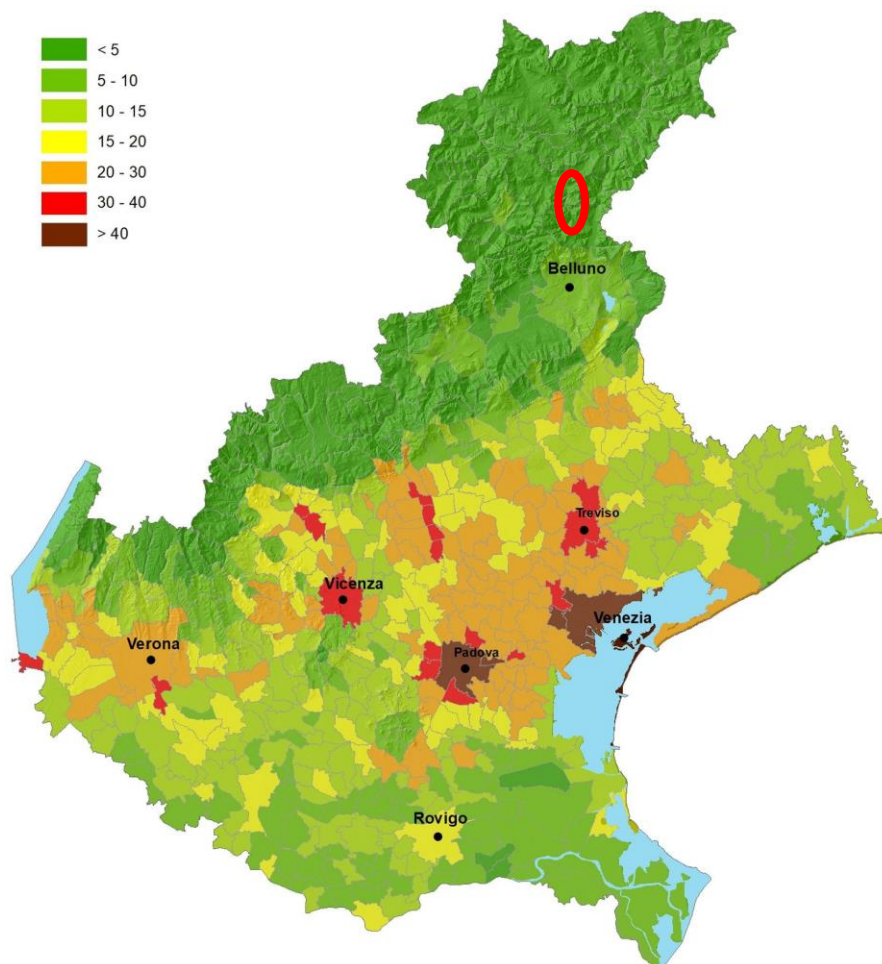 < 5
5 - 10
10 - 15
15 - 20
20 - 30
30 - 40
> 40
Belluno
Treviso
Vicenza
Venezia
Verona
Padova
Rovigo